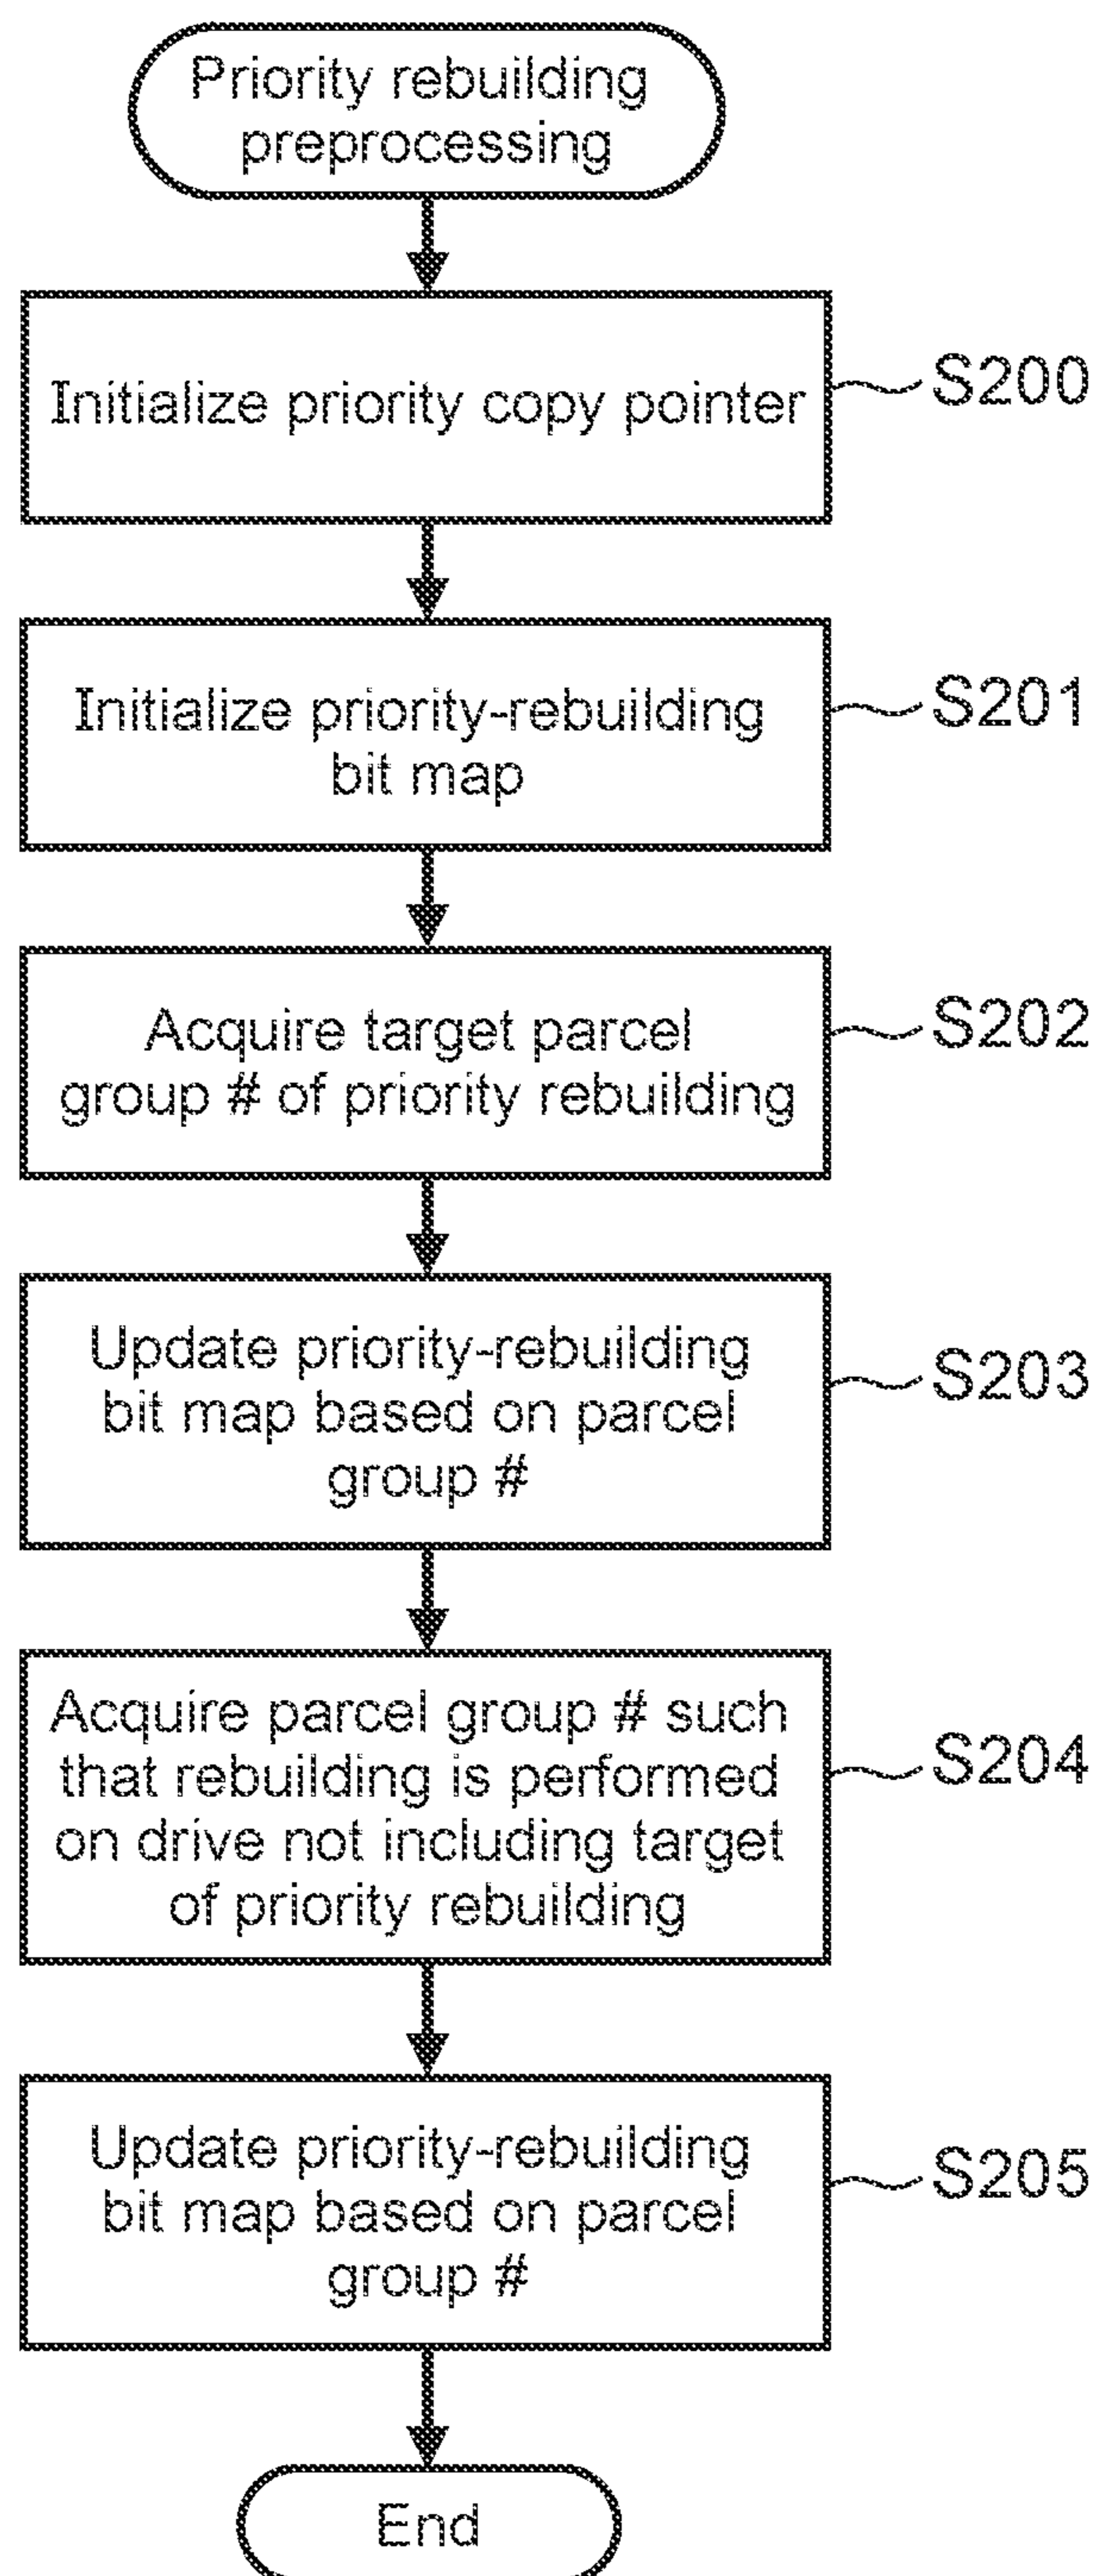 Priority rebuilding
preprocessing
Initialize priority copy pointer
S200
Initialize priority-rebuilding
bit map
S201
Acquire target parcel
group # of priority rebuilding
S202
Update priority-rebuilding
bit map based on parcel
group #
S203
Acquire parcel group # such
that rebuilding is performed
on drive not including target
of priority rebuilding
S204
Update priority-rebuilding
bit map based on parcel
group #
S205
End